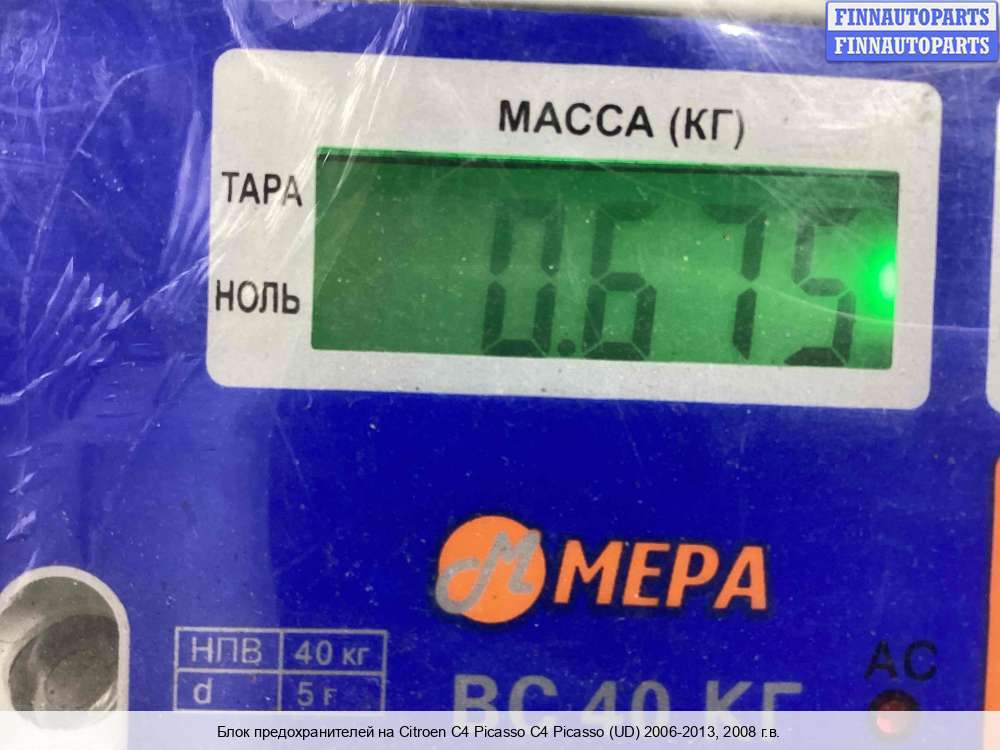 FINNAUTOPARTS
FINNAUTOPARTS
МАССА (КГ)
ТАРА
НОЛЬ
0.675
МЕРА
НПВ 40 кг
d 5 г
ВС 40 КГ
AC
Блок предохранителей на Citroen C4 Picasso C4 Picasso (UD) 2006-2013, 2008 г.в.